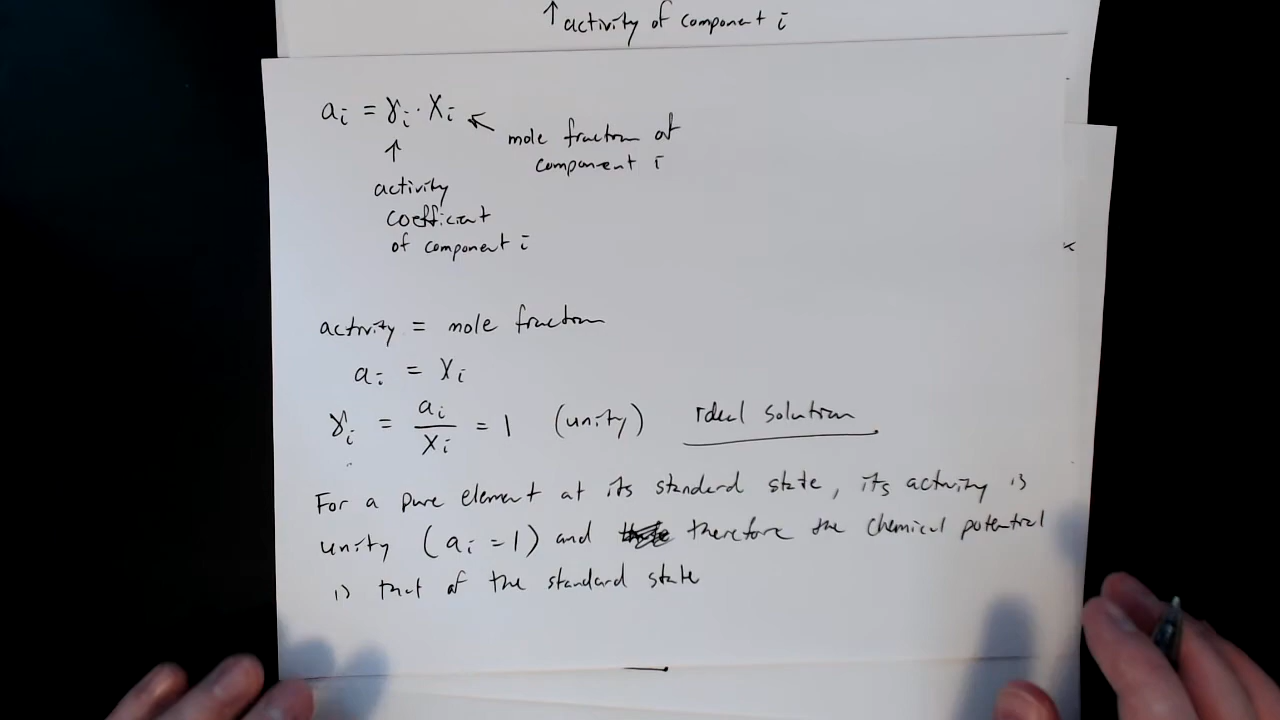 ↑ activity of component i
aᵢ = γᵢ · Xᵢ ← mole fraction of
component i
↑
activity
coefficient
of component i
activity = mole fraction
aᵢ = Xᵢ
γᵢ = aᵢ / Xᵢ = 1 (unity) Ideal solution
For a pure element at its standard state, its activity is
unity (aᵢ = 1) and therefore the chemical potential
is that of the standard state